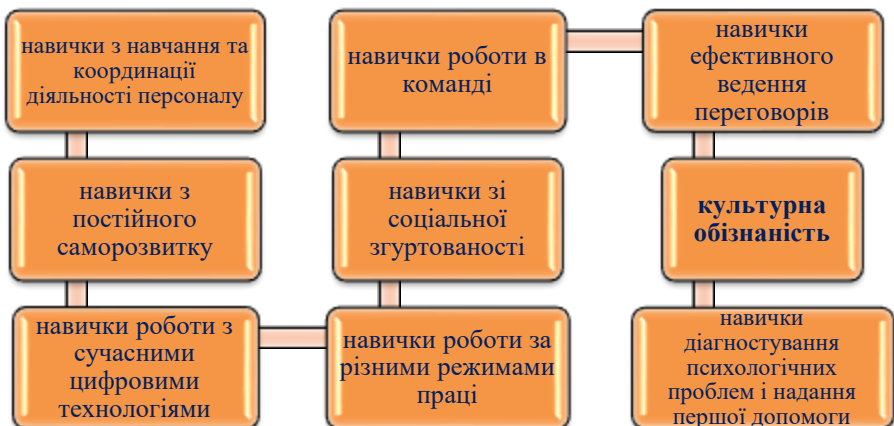 навички з навчання та
координації
діяльності персоналу
навички з
постійного
саморозвитку
навички роботи з
сучасними
цифровими
технологіями
навички роботи за
різними режимами
праці
навички зі
соціальної
згуртованості
навички роботи в
команді
навички
ефективного
ведення
переговорів
культурна
обізнаність
навички
діагностування
психологічних
проблем і надання
першої допомоги